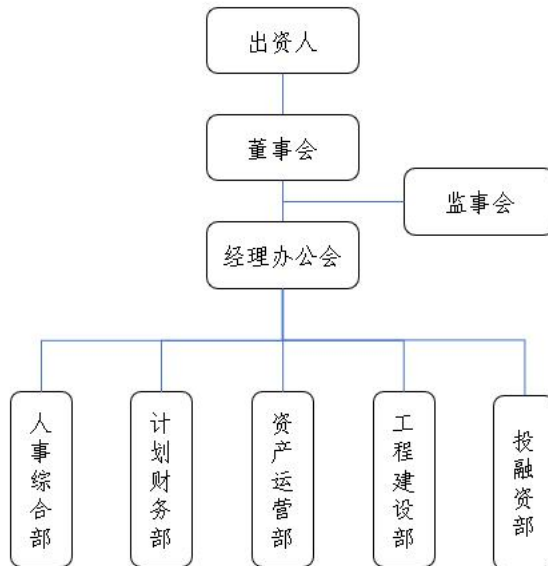 出资人
董事会
监事会
经理办公会
人事综合部
计划财务部
资产运营部
工程建设部
投融资部